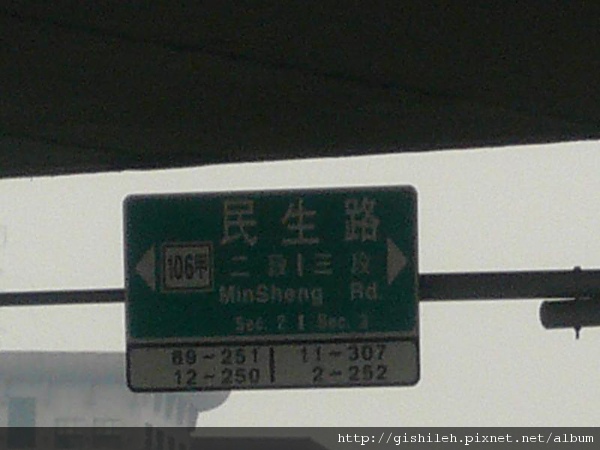 民生路
106甲
二段|三段
MinSheng Rd.
Sec. 2 | Sec. 3
69~251 | 11~307
12~250 | 2~252
http://gishileh.pixnet.net/album